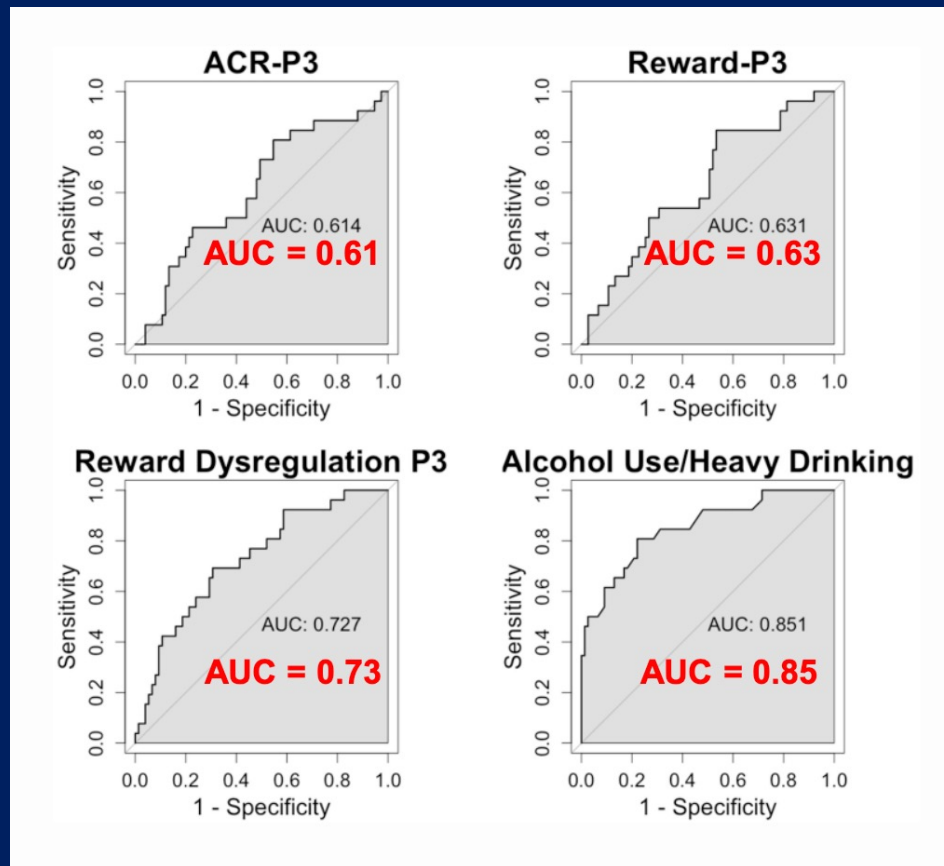 ACR-P3
Sensitivity
0.0 0.2 0.4 0.6 0.8 1.0
AUC: 0.614
AUC = 0.61
0.0 0.2 0.4 0.6 0.8 1.0
1 - Specificity
Reward-P3
Sensitivity
0.0 0.2 0.4 0.6 0.8 1.0
AUC: 0.631
AUC = 0.63
0.0 0.2 0.4 0.6 0.8 1.0
1 - Specificity
Reward Dysregulation P3
Sensitivity
0.0 0.2 0.4 0.6 0.8 1.0
AUC: 0.727
AUC = 0.73
0.0 0.2 0.4 0.6 0.8 1.0
1 - Specificity
Alcohol Use/Heavy Drinking
Sensitivity
0.0 0.2 0.4 0.6 0.8 1.0
AUC: 0.851
AUC = 0.85
0.0 0.2 0.4 0.6 0.8 1.0
1 - Specificity